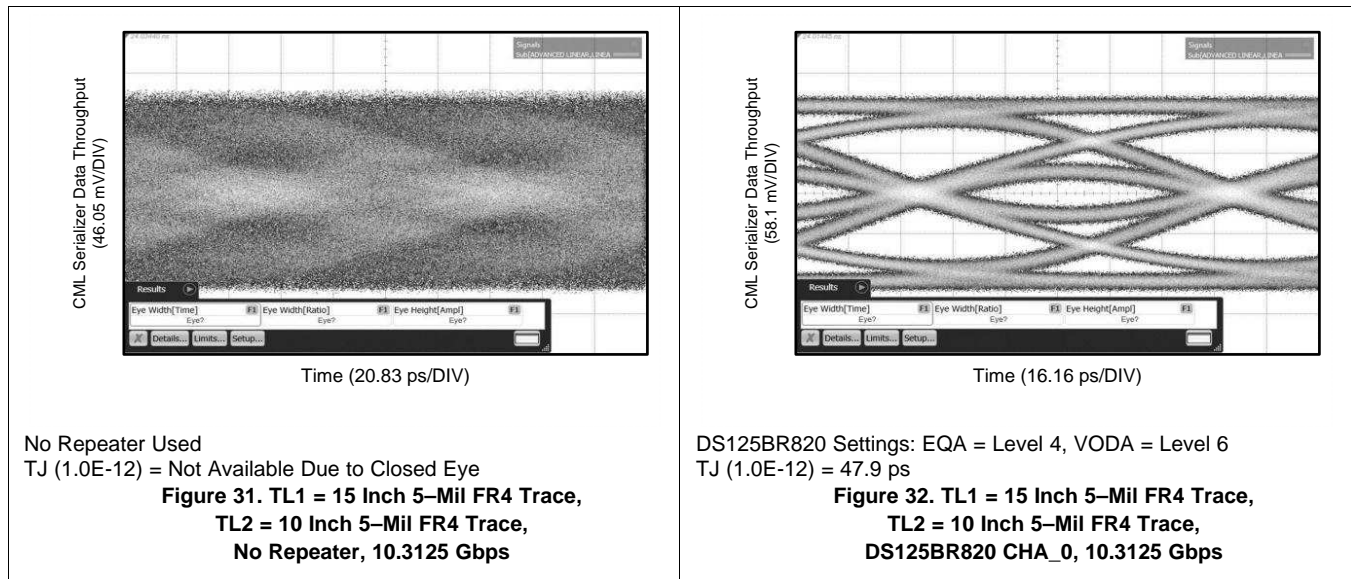 24.03440 ns
Signals
Sub[ADVANCED LINEAR,LINEA
CML Serializer Data Throughput
(46.05 mV/DIV)
Results
Eye Width[Time] F1 Eye Width[Ratio] F1 Eye Height[Ampl] F1
Eye? Eye? Eye?
X Details... Limits... Setup...
Time (20.83 ps/DIV)
No Repeater Used
TJ (1.0E-12) = Not Available Due to Closed Eye
Figure 31. TL1 = 15 Inch 5–Mil FR4 Trace,
TL2 = 10 Inch 5–Mil FR4 Trace,
No Repeater, 10.3125 Gbps
24.01445 ns
Signals
Sub[ADVANCED LINEAR,LINEA
CML Serializer Data Throughput
(58.1 mV/DIV)
Results
Eye Width[Time] F1 Eye Width[Ratio] F1 Eye Height[Ampl] F1
Eye? Eye? Eye?
X Details... Limits... Setup...
Time (16.16 ps/DIV)
DS125BR820 Settings: EQA = Level 4, VODA = Level 6
TJ (1.0E-12) = 47.9 ps
Figure 32. TL1 = 15 Inch 5–Mil FR4 Trace,
TL2 = 10 Inch 5–Mil FR4 Trace,
DS125BR820 CHA_0, 10.3125 Gbps